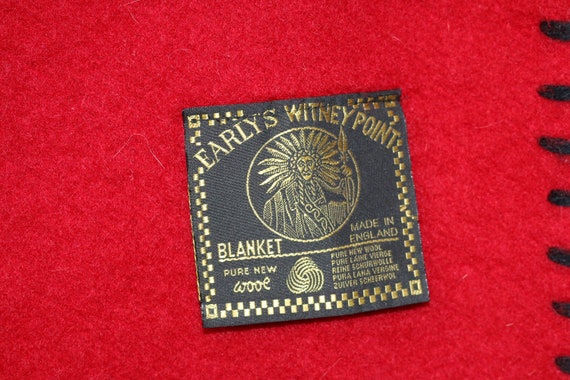 EARLY'S WITNEY POINT
BLANKET
MADE IN
ENGLAND
PURE NEW
wool
PURE NEW WOOL
PURE LAINE VIERGE
REINE SCHURWOLLE
PURA LANA VERGINE
ZUIVER SCHEERWOL